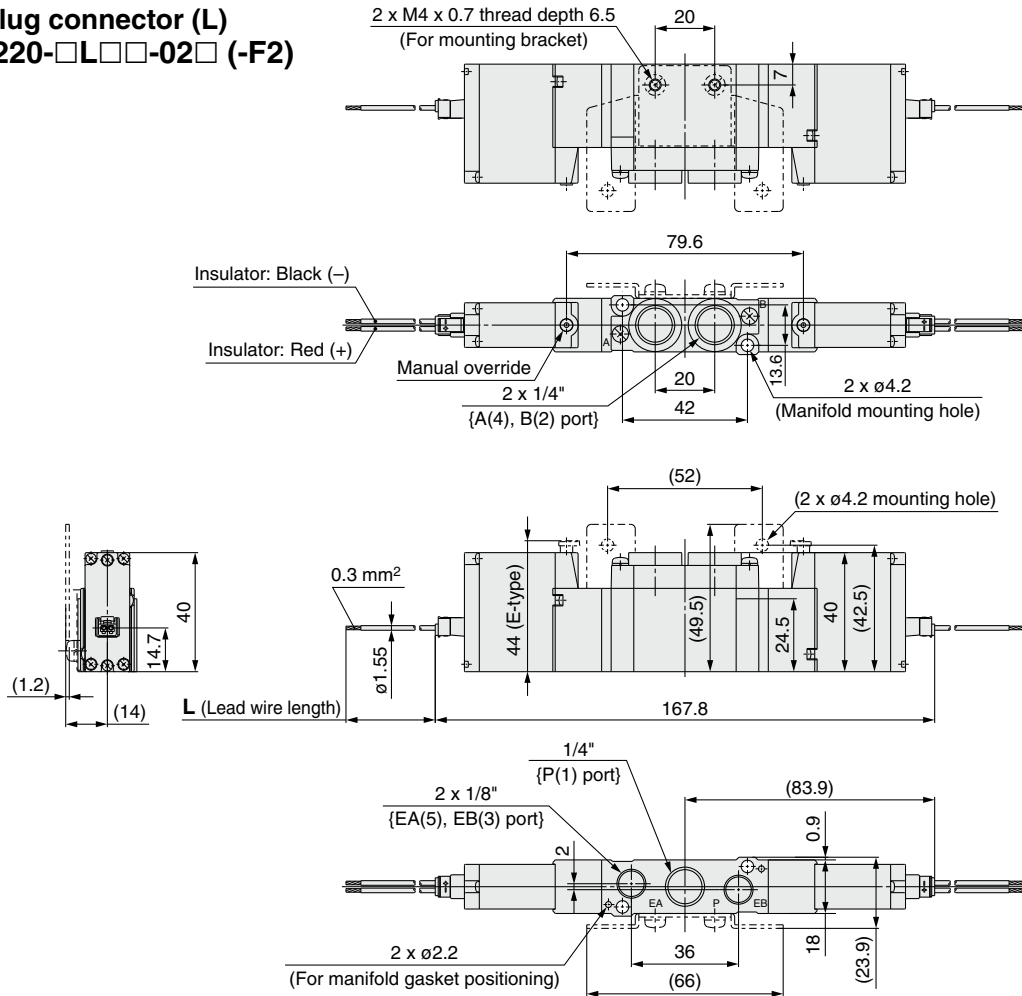 lug connector (L)
220-□L□□-02□ (-F2)
2 x M4 x 0.7 thread depth 6.5
(For mounting bracket)
20
7
79.6
Insulator: Black (–)
Insulator: Red (+)
Manual override
2 x 1/4"
{A(4), B(2) port}
A
B
20
42
13.6
2 x ø4.2
(Manifold mounting hole)
(52)
(2 x ø4.2 mounting hole)
0.3 mm²
44 (E-type)
(49.5)
24.5
40
(42.5)
ø1.55
40
14.7
(1.2)
(14)
L (Lead wire length)
167.8
1/4"
{P(1) port}
2 x 1/8"
{EA(5), EB(3) port}
(83.9)
0.9
2
EA
P
EB
2 x ø2.2
(For manifold gasket positioning)
36
(66)
18
(23.9)